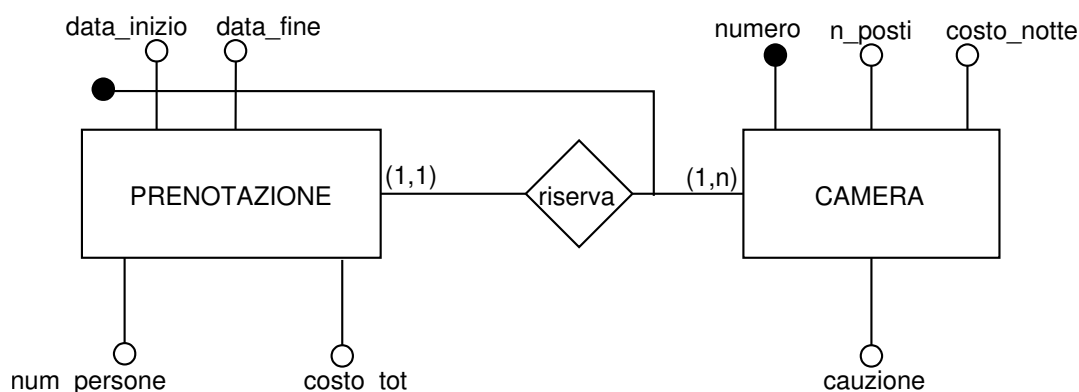 data_inizio data_fine
numero n_posti costo_notte
(1,1) (1,n)
PRENOTAZIONE riserva CAMERA
num_persone costo_tot cauzione